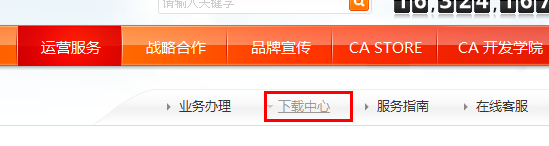 请输入关键字
16,324,167
运营服务 战略合作 品牌宣传 CA STORE CA 开发学院
业务办理 下载中心 服务指南 在线客服